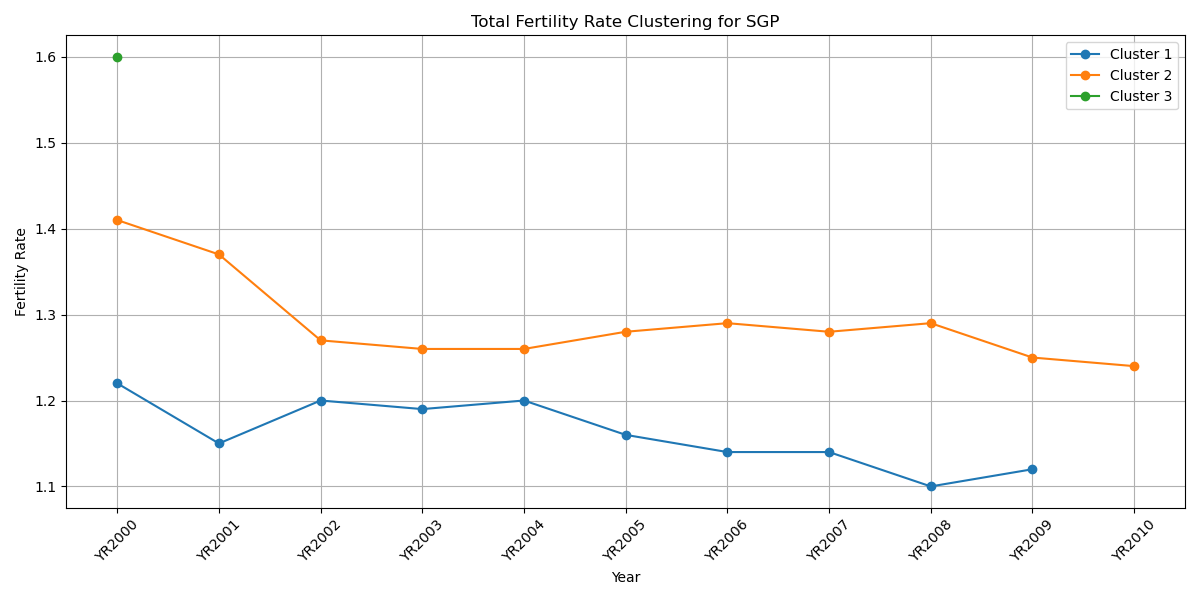 Total Fertility Rate Clustering for SGP
Cluster 1
Cluster 2
Cluster 3
Fertility Rate
1.6
1.5
1.4
1.3
1.2
1.1
YR2000
YR2001
YR2002
YR2003
YR2004
YR2005
YR2006
YR2007
YR2008
YR2009
YR2010
Year